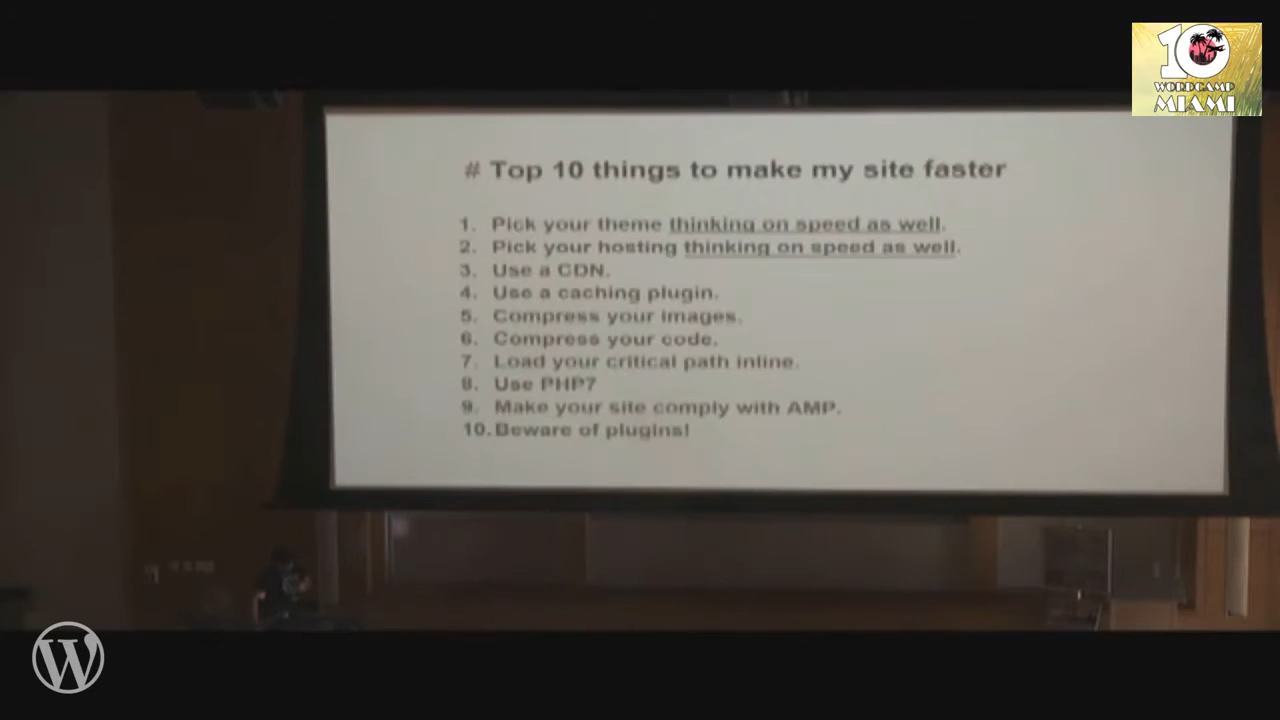 10
WORDCAMP
MIAMI
# Top 10 things to make my site faster
1. Pick your theme thinking on speed as well.
2. Pick your hosting thinking on speed as well.
3. Use a CDN.
4. Use a caching plugin.
5. Compress your images.
6. Compress your code.
7. Load your critical path inline.
8. Use PHP7
9. Make your site comply with AMP.
10. Beware of plugins!
W